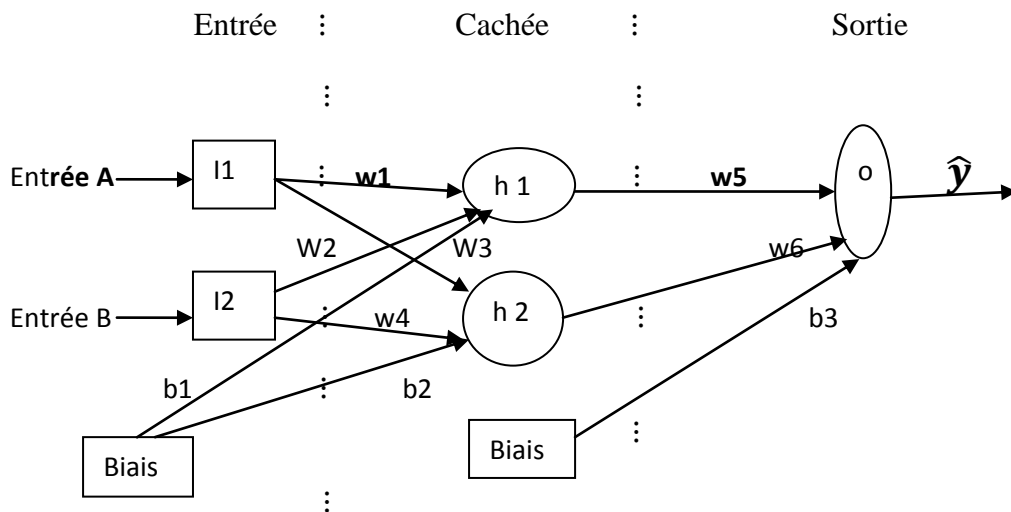 Entrée Cachée Sortie
Entrée A I1 w1 h 1 w5 o ŷ
W2 W3 w6
Entrée B I2 w4 h 2 b3
b1 b2
Biais Biais